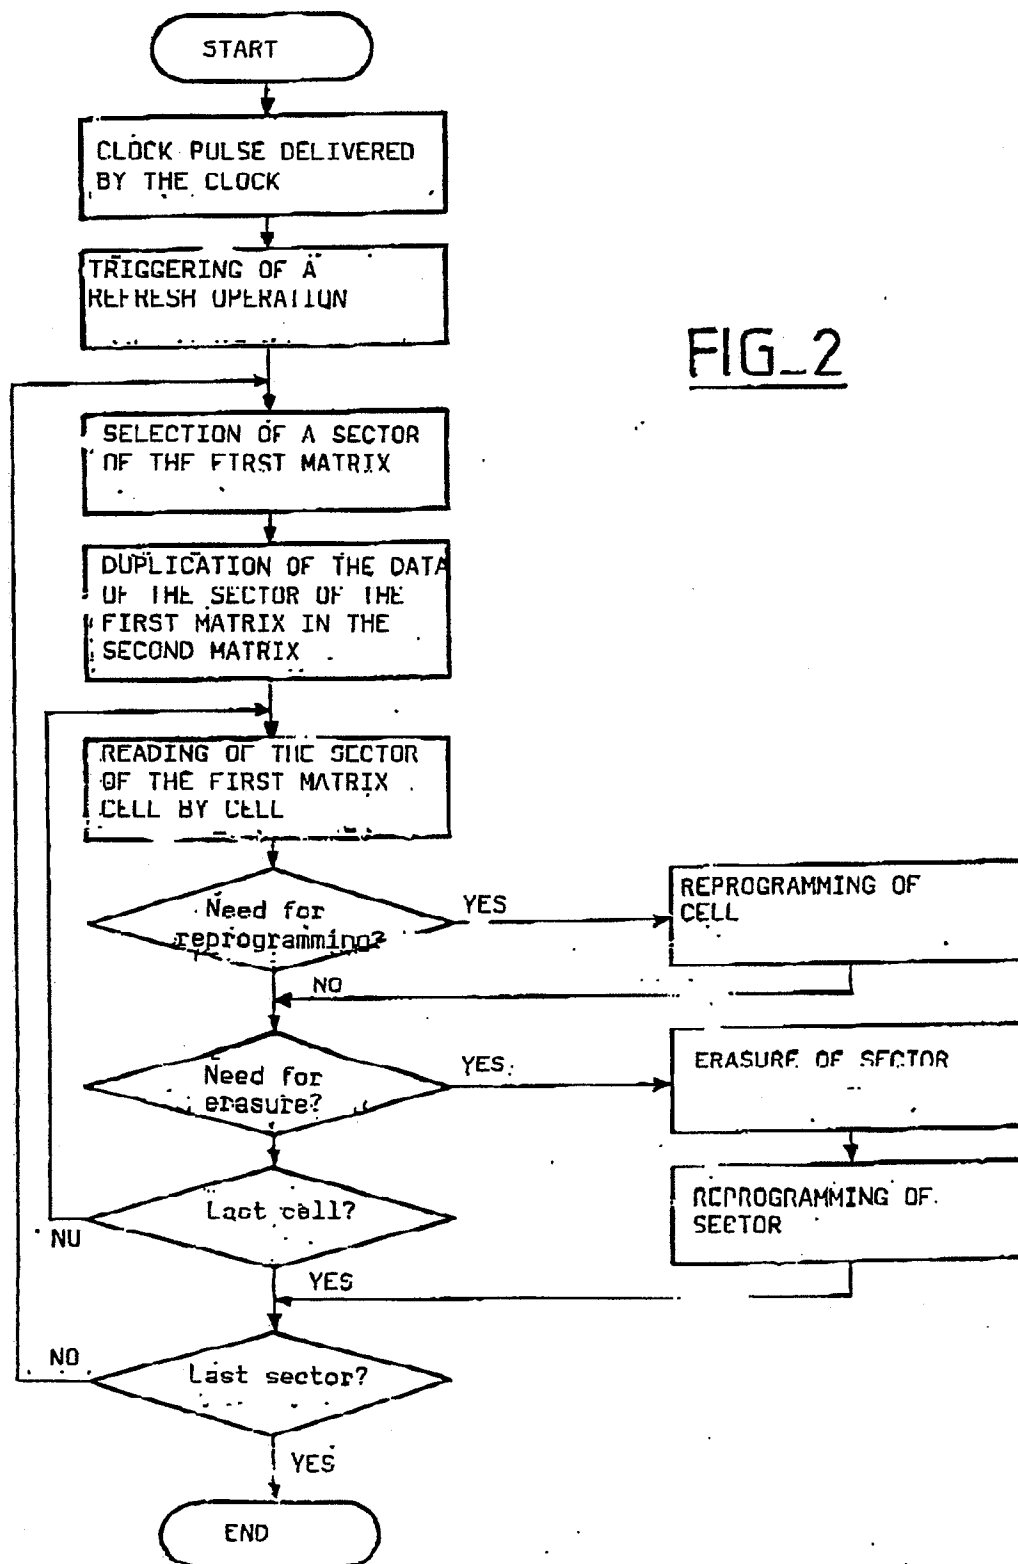 START
CLOCK PULSE DELIVERED
BY THE CLOCK
TRIGGERING OF A
REFRESH OPERATION
FIG_2
SELECTION OF A SECTOR
OF THE FIRST MATRIX
DUPLICATION OF THE DATA
OF THE SECTOR OF THE
FIRST MATRIX IN THE
SECOND MATRIX
READING OF THE SECTOR
OF THE FIRST MATRIX
CELL BY CELL
Need for
reprogramming?
YES
REPROGRAMMING OF
CELL
NO
Need for
erasure?
YES
ERASURE OF SECTOR
Last cell?
NO
REPROGRAMMING OF
SECTOR
YES
Last sector?
NO
YES
END